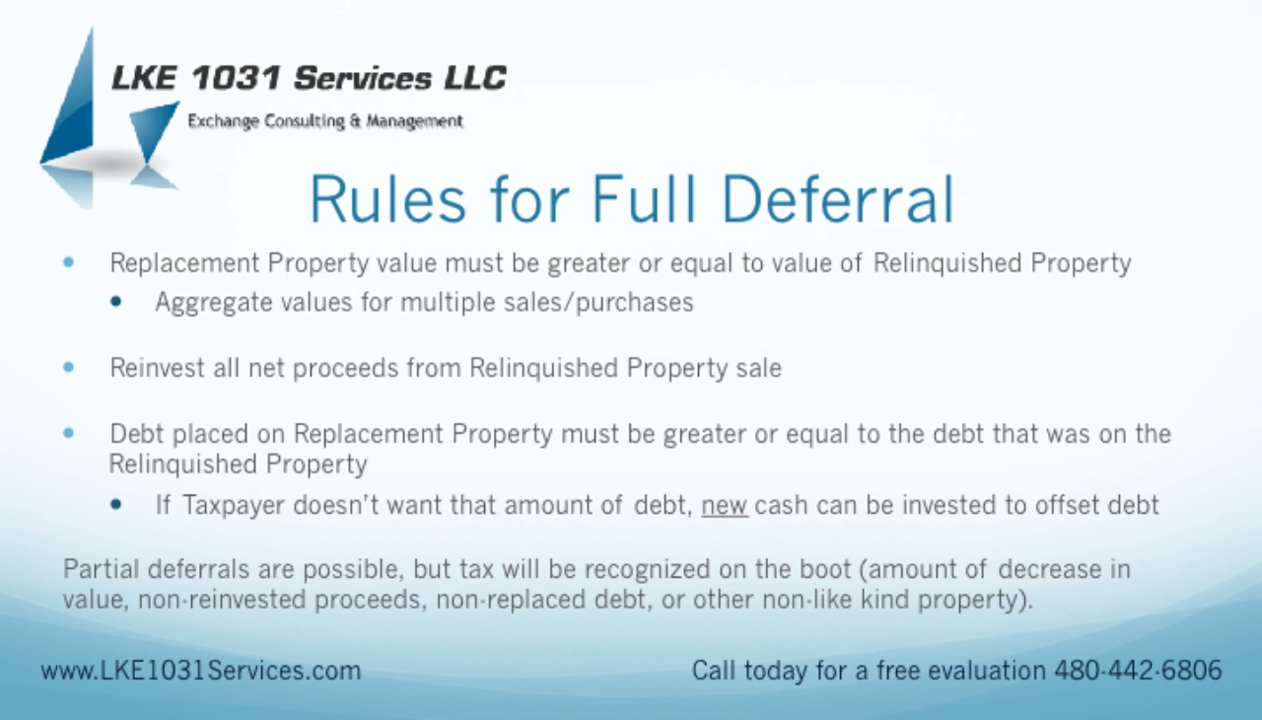 LKE 1031 Services LLC
Exchange Consulting & Management
Rules for Full Deferral
• Replacement Property value must be greater or equal to value of Relinquished Property
• Aggregate values for multiple sales/purchases
• Reinvest all net proceeds from Relinquished Property sale
• Debt placed on Replacement Property must be greater or equal to the debt that was on the
Relinquished Property
• If Taxpayer doesn't want that amount of debt, new cash can be invested to offset debt
Partial deferrals are possible, but tax will be recognized on the boot (amount of decrease in
value, non-reinvested proceeds, non-replaced debt, or other non-like kind property).
www.LKE1031Services.com
Call today for a free evaluation 480-442-6806